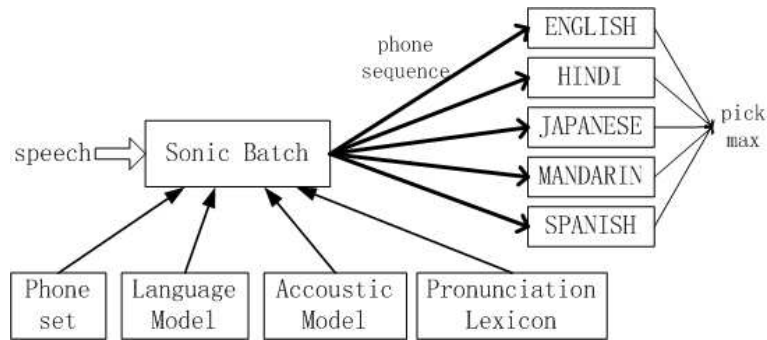 ENGLISH
phone
sequence
HINDI
JAPANESE
pick
max
speech
Sonic Batch
MANDARIN
SPANISH
Phone
set
Language
Model
Accoustic
Model
Pronunciation
Lexicon